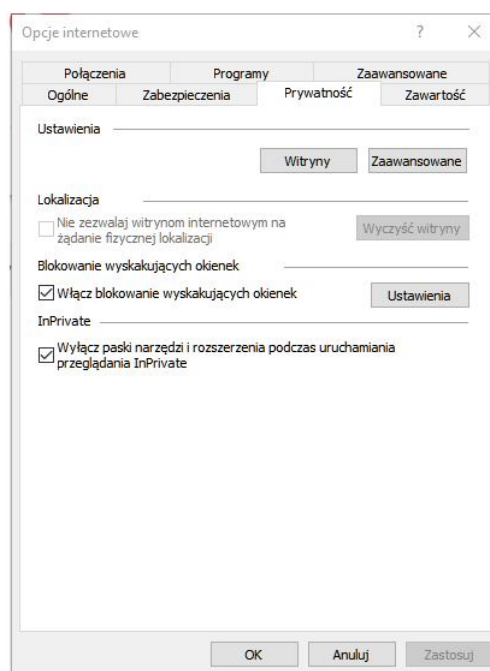 Opcje internetowe
? ×
Połączenia Programy Zaawansowane
Ogólne Zabezpieczenia Prywatność Zawartość
Ustawienia
Witryny Zaawansowane
Lokalizacja
Nie zezwalaj witrynom internetowym na
żądanie fizycznej lokalizacji
Wyczyść witryny
Blokowanie wyskakujących okienek
Włącz blokowanie wyskakujących okienek Ustawienia
InPrivate
Wyłącz paski narzędzi i rozszerzenia podczas uruchamiania
przeglądania InPrivate
OK Anuluj Zastosuj